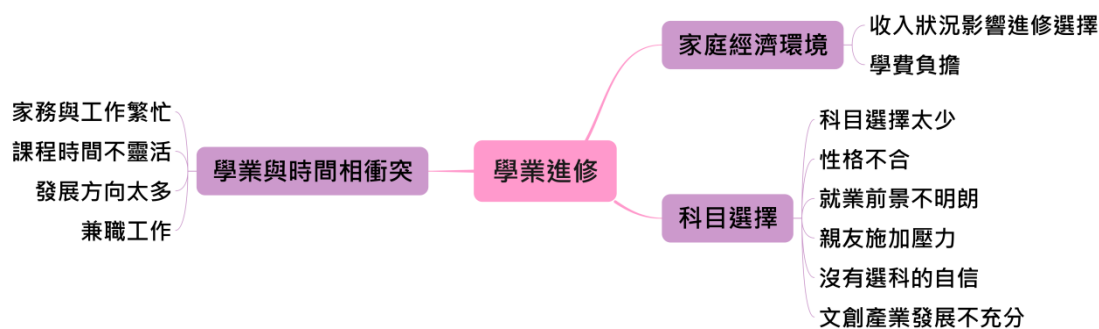 學業進修
家庭經濟環境
收入狀況影響進修選擇
學費負擔
科目選擇
科目選擇太少
性格不合
就業前景不明朗
親友施加壓力
沒有選科的自信
文創產業發展不充分
學業與時間相衝突
家務與工作繁忙
課程時間不靈活
發展方向太多
兼職工作